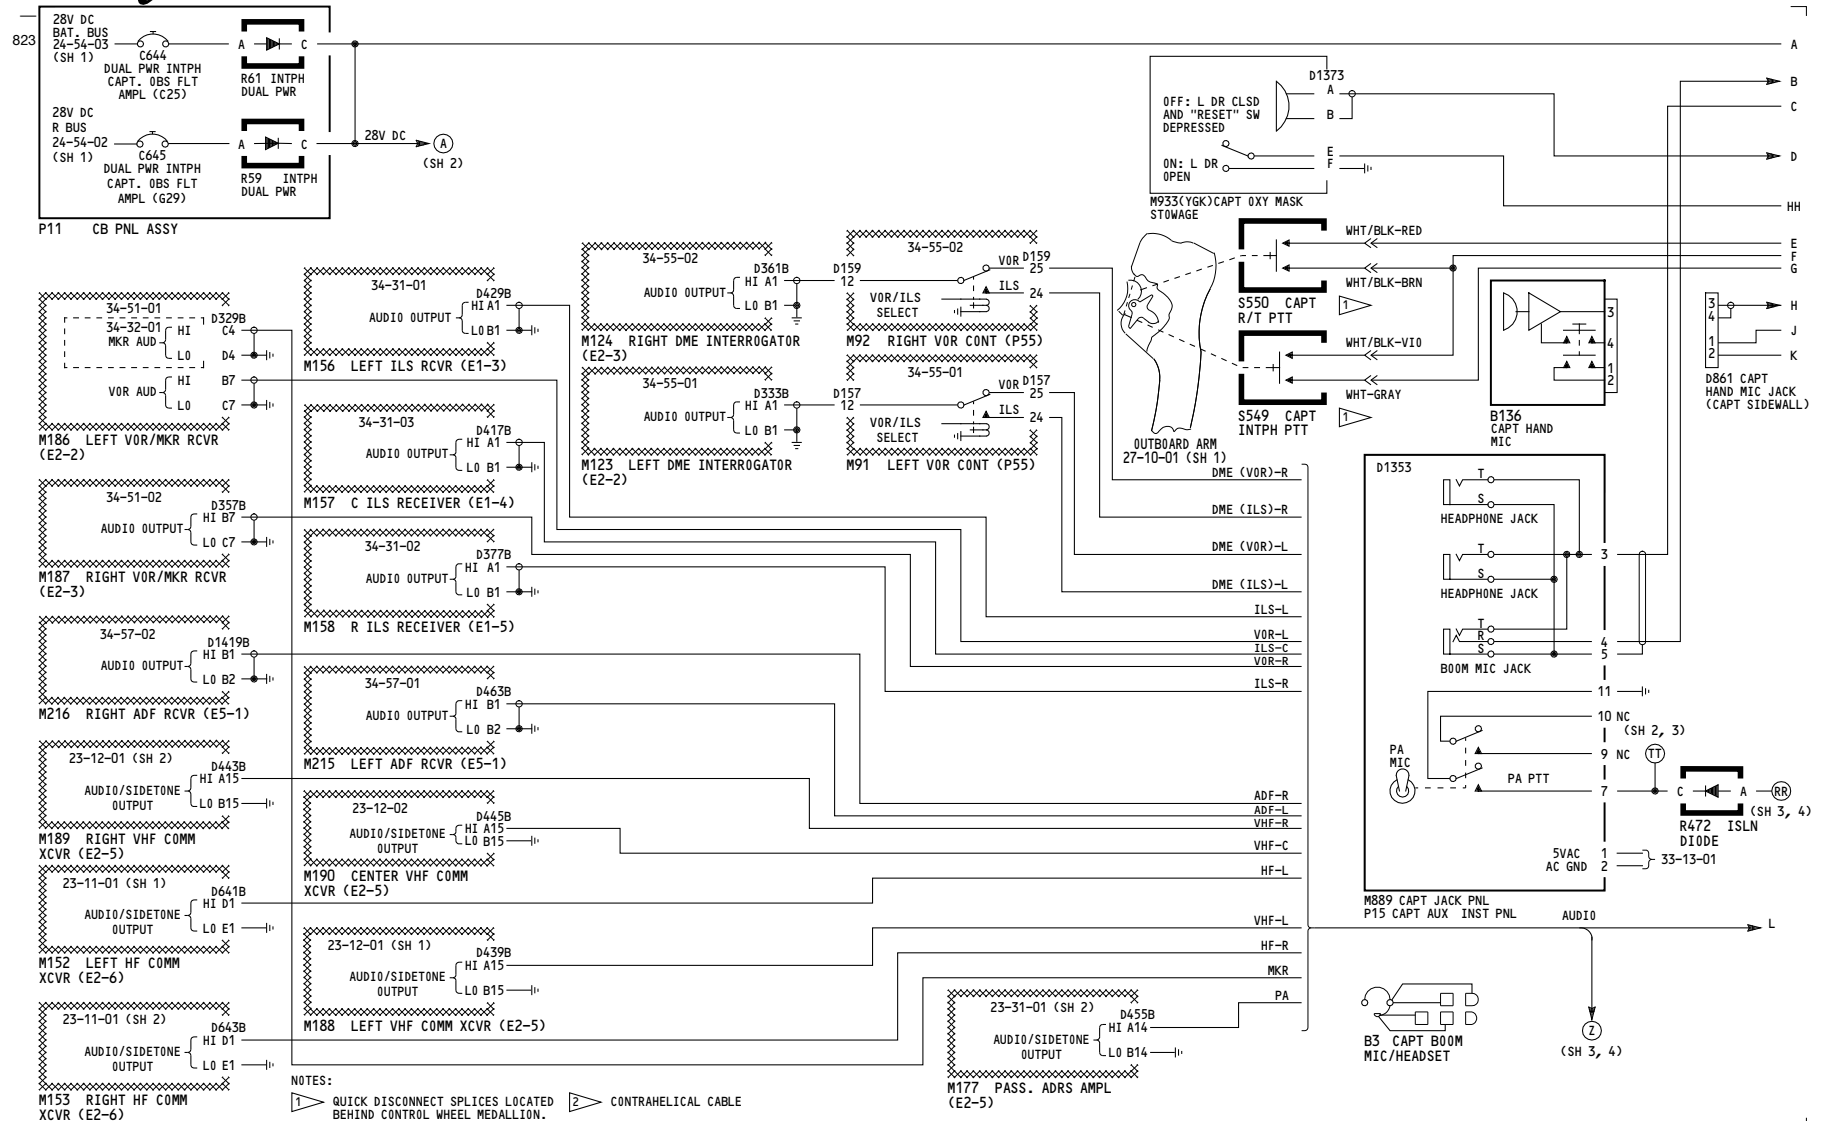 823
28V DC
BAT. BUS
24-54-03
(SH 1)
C644
DUAL PWR INTPH
CAPT. OBS FLT
AMPL (C25)
A
C
R61 INTPH
DUAL PWR
28V DC
R BUS
24-54-02
(SH 1)
C645
DUAL PWR INTPH
CAPT. OBS FLT
AMPL (G29)
A
C
R59 INTPH
DUAL PWR
28V DC
A
(SH 2)
P11 CB PNL ASSY
34-51-01
34-32-01
MKR AUD
HI
LO
D329B
C4
D4
VOR AUD
HI
LO
B7
C7
M186 LEFT VOR/MKR RCVR
(E2-2)
34-51-02
D357B
AUDIO OUTPUT
HI B7
LO C7
M187 RIGHT VOR/MKR RCVR
(E2-3)
34-57-02
D1419B
AUDIO OUTPUT
HI B1
LO B2
M216 RIGHT ADF RCVR (E5-1)
23-12-01 (SH 2)
D443B
HI A15
AUDIO/SIDETONE
OUTPUT
LO B15
M189 RIGHT VHF COMM
XCVR (E2-5)
23-11-01 (SH 1)
D641B
HI D1
AUDIO/SIDETONE
OUTPUT
LO E1
M152 LEFT HF COMM
XCVR (E2-6)
23-11-01 (SH 2)
D643B
HI D1
AUDIO/SIDETONE
OUTPUT
LO E1
M153 RIGHT HF COMM
XCVR (E2-6)
34-31-01
D429B
HI A1
AUDIO OUTPUT
LO B1
M156 LEFT ILS RCVR (E1-3)
34-31-03
D417B
HI A1
AUDIO OUTPUT
LO B1
M157 C ILS RECEIVER (E1-4)
34-31-02
D377B
HI A1
AUDIO OUTPUT
LO B1
M158 R ILS RECEIVER (E1-5)
34-57-01
D463B
HI B1
AUDIO OUTPUT
LO B2
M215 LEFT ADF RCVR (E5-1)
23-12-02
D445B
HI A15
AUDIO/SIDETONE
OUTPUT
LO B15
M190 CENTER VHF COMM
XCVR (E2-5)
23-12-01 (SH 1)
D439B
HI A15
AUDIO/SIDETONE
OUTPUT
LO B15
M188 LEFT VHF COMM XCVR (E2-5)
NOTES:
1 QUICK DISCONNECT SPLICES LOCATED
BEHIND CONTROL WHEEL MEDALLION.
2 CONTRAHELICAL CABLE
34-55-02
D361B
HI A1
AUDIO OUTPUT
LO B1
M124 RIGHT DME INTERROGATOR
(E2-3)
34-55-01
D333B
HI A1
AUDIO OUTPUT
LO B1
M123 LEFT DME INTERROGATOR
(E2-2)
34-55-02
D159
12
VOR
D159
25
ILS
24
VOR/ILS
SELECT
M92 RIGHT VOR CONT (P55)
34-55-01
D157
12
VOR
D157
25
ILS
24
VOR/ILS
SELECT
M91 LEFT VOR CONT (P55)
D1373
A
B
OFF: L DR CLSD
AND "RESET" SW
DEPRESSED
E
F
ON: L DR
OPEN
M933(YGK)CAPT OXY MASK
STOWAGE
WHT/BLK-RED
WHT/BLK-BRN
S550 CAPT
R/T PTT
1
WHT/BLK-VIO
WHT-GRAY
S549 CAPT
INTPH PTT
1
OUTBOARD ARM
27-10-01 (SH 1)
3
4
1
2
B136
CAPT HAND
MIC
3
4
1
2
D861 CAPT
HAND MIC JACK
(CAPT SIDEWALL)
A
B
C
D
HH
E
F
G
H
J
K
DME (VOR)-R
DME (ILS)-R
DME (VOR)-L
DME (ILS)-L
ILS-L
VOR-L
ILS-C
VOR-R
ILS-R
ADF-R
ADF-L
VHF-R
VHF-C
HF-L
VHF-L
HF-R
MKR
PA
23-31-01 (SH 2)
D455B
HI A14
AUDIO/SIDETONE
OUTPUT
LO B14
M177 PASS. ADRS AMPL
(E2-5)
D1353
T
S
HEADPHONE JACK
T
S
HEADPHONE JACK
3
T
R
S
4
5
BOOM MIC JACK
11
10 NC
(SH 2, 3)
9 NC
TT
PA
MIC
PA PTT
7
C
A
RR
(SH 3, 4)
R472 ISLN
DIODE
5VAC
AC GND
1
2
33-13-01
M889 CAPT JACK PNL
P15 CAPT AUX INST PNL
AUDIO
L
Z
(SH 3, 4)
B3 CAPT BOOM
MIC/HEADSET